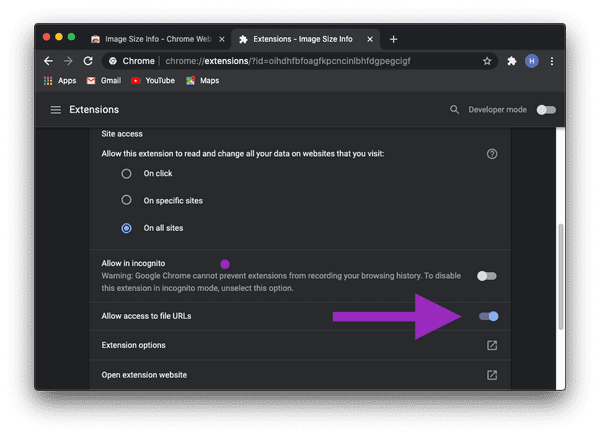 Image Size Info - Chrome Web
Extensions - Image Size Info
Chrome | chrome://extensions/?id=oihdhfbfoagfkpcncinlbhfdgpegcigf
H
Apps Gmail YouTube Maps
Extensions
Developer mode
Site access
Allow this extension to read and change all your data on websites that you visit:
On click
On specific sites
On all sites
Allow in incognito
Warning: Google Chrome cannot prevent extensions from recording your browsing history. To disable
this extension in incognito mode, unselect this option.
Allow access to file URLs
Extension options
Open extension website